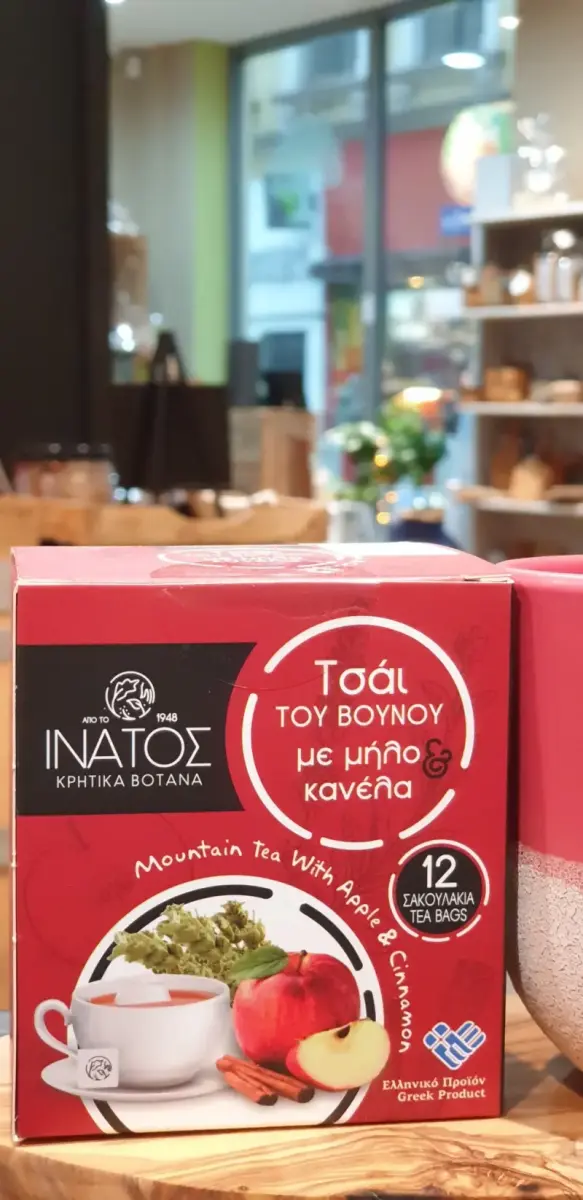 ΑΠΟ ΤΟ 1948
ΙΝΑΤΟΣ
ΚΡΗΤΙΚΑ ΒΟΤΑΝΑ
Τσάι
ΤΟΥ ΒΟΥΝΟΥ
με μήλο &
κανέλα
Mountain Tea With Apple & Cinnamon
12
ΣΑΚΟΥΛΑΚΙΑ
TEA BAGS
Ελληνικό Προϊόν
Greek Product